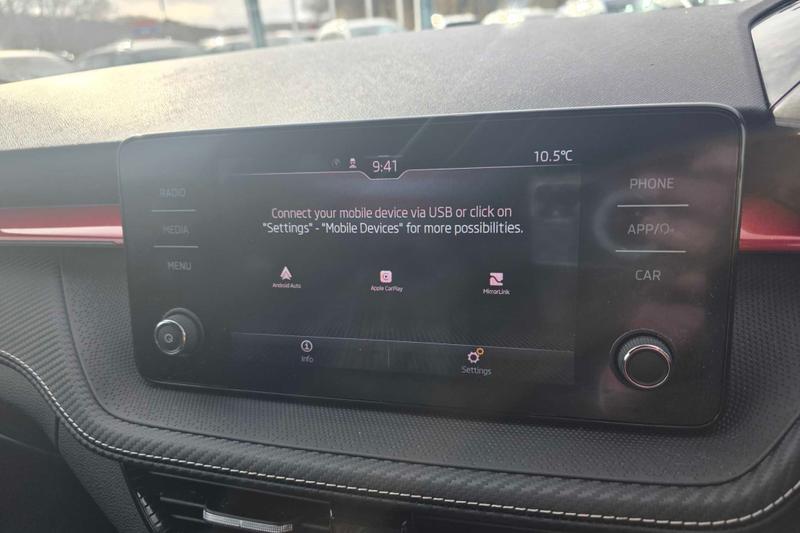 9:41
10.5°C
RADIO
MEDIA
MENU
Connect your mobile device via USB or click on
"Settings" - "Mobile Devices" for more possibilities.
Android Auto
Apple CarPlay
MirrorLink
Info
Settings
PHONE
APP/
CAR